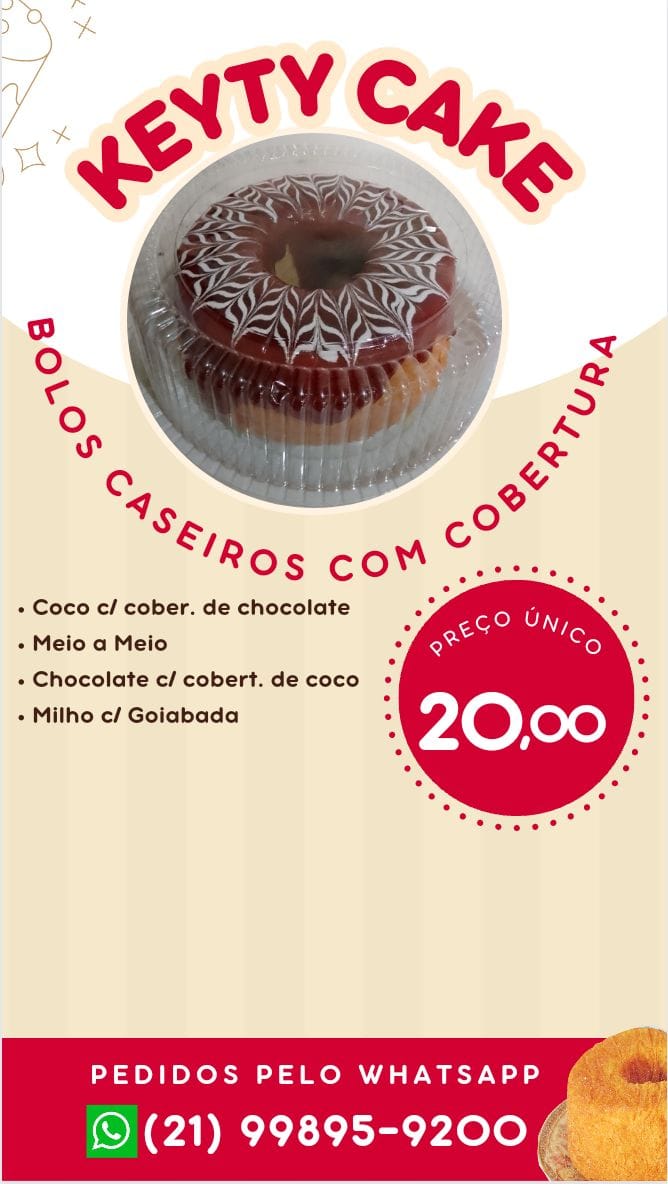 KEYTY CAKE
BOLOS CASEIROS COM COBERTURA
• Coco c/ cober. de chocolate
• Meio a Meio
• Chocolate c/ cobert. de coco
• Milho c/ Goiabada
PREÇO ÚNICO
20,00
PEDIDOS PELO WHATSAPP
(21) 99895-9200